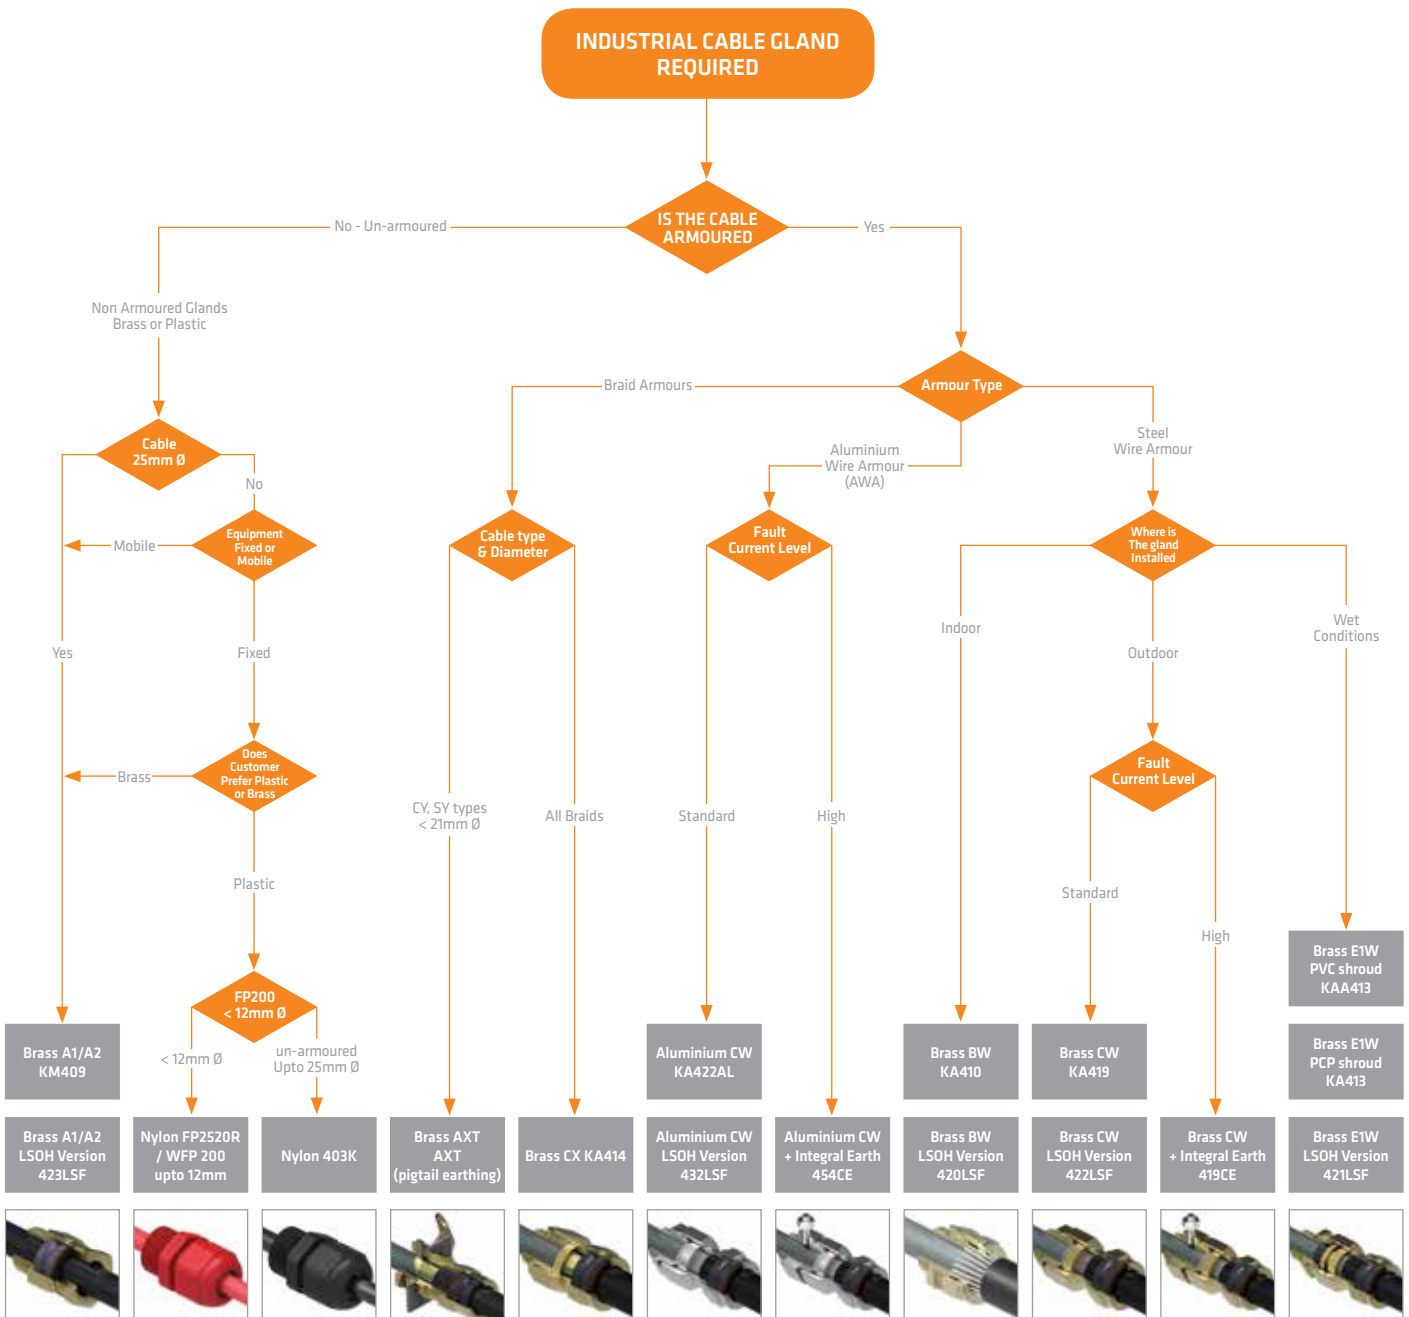 INDUSTRIAL CABLE GLAND
REQUIRED
IS THE CABLE
ARMOURED
No - Un-armoured
Yes
Non Armoured Glands
Brass or Plastic
Armour Type
Braid Armours
Aluminium
Wire Armour
(AWA)
Steel
Wire Armour
Cable
25mm Ø
No
Equipment
Fixed or
Mobile
Mobile
Cable type
& Diameter
Fault
Current Level
Where is
The gland
Installed
Yes
Fixed
Indoor
Outdoor
Wet
Conditions
Does
Customer
Prefer Plastic
or Brass
Brass
Fault
Current Level
CY, SY types
< 21mm Ø
All Braids
Standard
High
Plastic
Standard
High
FP200
< 12mm Ø
< 12mm Ø
un-armoured
Upto 25mm Ø
Brass E1W
PVC shroud
KAA413
Brass A1/A2
KM409
Aluminium CW
KA422AL
Brass BW
KA410
Brass CW
KA419
Brass E1W
PCP shroud
KA413
Brass A1/A2
LSOH Version
423LSF
Nylon FP2520R
/ WFP 200
upto 12mm
Nylon 403K
Brass AXT
AXT
(pigtail earthing)
Brass CX KA414
Aluminium CW
LSOH Version
432LSF
Aluminium CW
+ Integral Earth
454CE
Brass BW
LSOH Version
420LSF
Brass CW
LSOH Version
422LSF
Brass CW
+ Integral Earth
419CE
Brass E1W
LSOH Version
421LSF